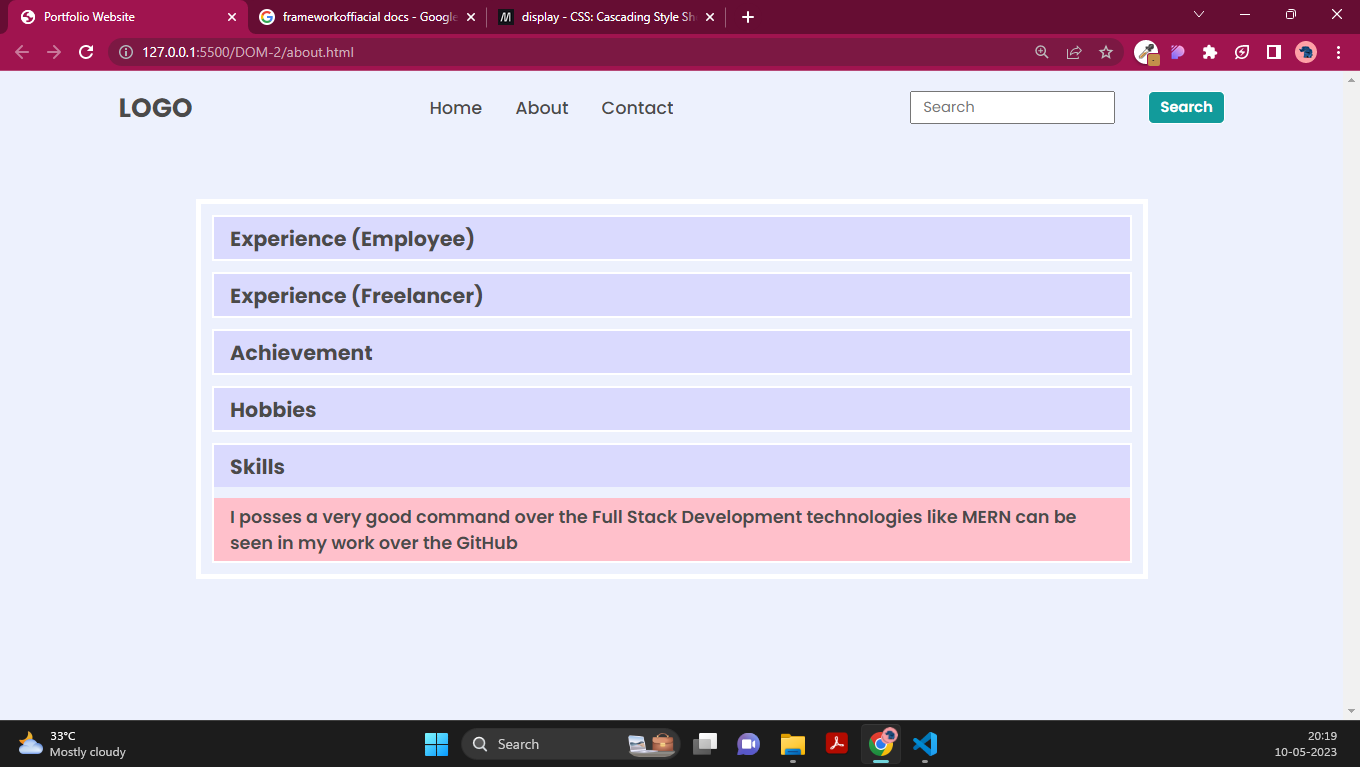 Portfolio Website
frameworkoffiacial docs - Google
display - CSS: Cascading Style Sh
127.0.0.1:5500/DOM-2/about.html
LOGO
Home
About
Contact
Search
Search
Experience (Employee)
Experience (Freelancer)
Achievement
Hobbies
Skills
I posses a very good command over the Full Stack Development technologies like MERN can be
seen in my work over the GitHub
33°C
Mostly cloudy
Search
20:19
10-05-2023